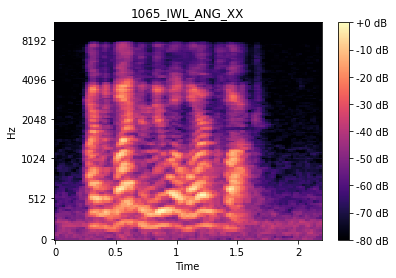 1065_IWL_ANG_XX
+0 dB
8192
-10 dB
4096
-20 dB
-30 dB
2048
-40 dB
Hz
1024
-50 dB
512
-60 dB
-70 dB
0
-80 dB
0 0.5 1 1.5 2
Time